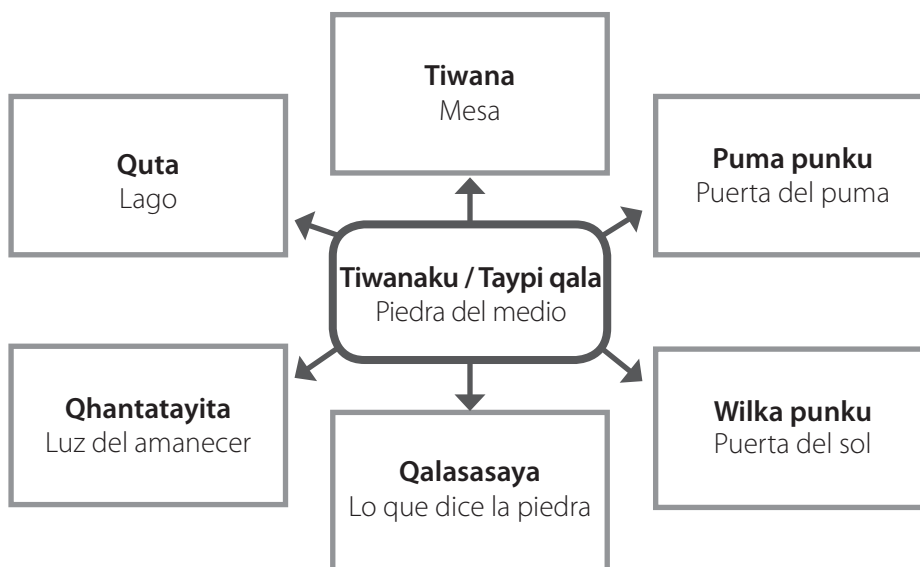 Tiwana
Mesa
Quta
Lago
Puma punku
Puerta del puma
Tiwanaku / Taypi qala
Piedra del medio
Qhantatayita
Luz del amanecer
Wilka punku
Puerta del sol
Qalasasaya
Lo que dice la piedra